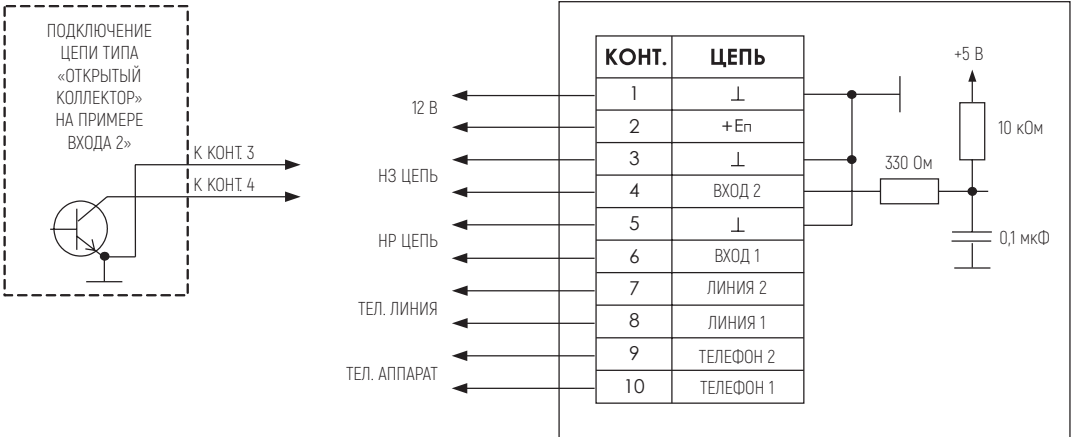 ПОДКЛЮЧЕНИЕ
ЦЕПИ ТИПА
«ОТКРЫТЫЙ
КОЛЛЕКТОР»
НА ПРИМЕРЕ
ВХОДА 2»
К КОНТ. 3
К КОНТ. 4
12 В
НЗ ЦЕПЬ
НР ЦЕПЬ
ТЕЛ. ЛИНИЯ
ТЕЛ. АППАРАТ
КОНТ. ЦЕПЬ
1 ⊥
2 +Еп
3 ⊥
4 ВХОД 2
5 ⊥
6 ВХОД 1
7 ЛИНИЯ 2
8 ЛИНИЯ 1
9 ТЕЛЕФОН 2
10 ТЕЛЕФОН 1
+5 В
10 кОм
330 Ом
0,1 мкФ